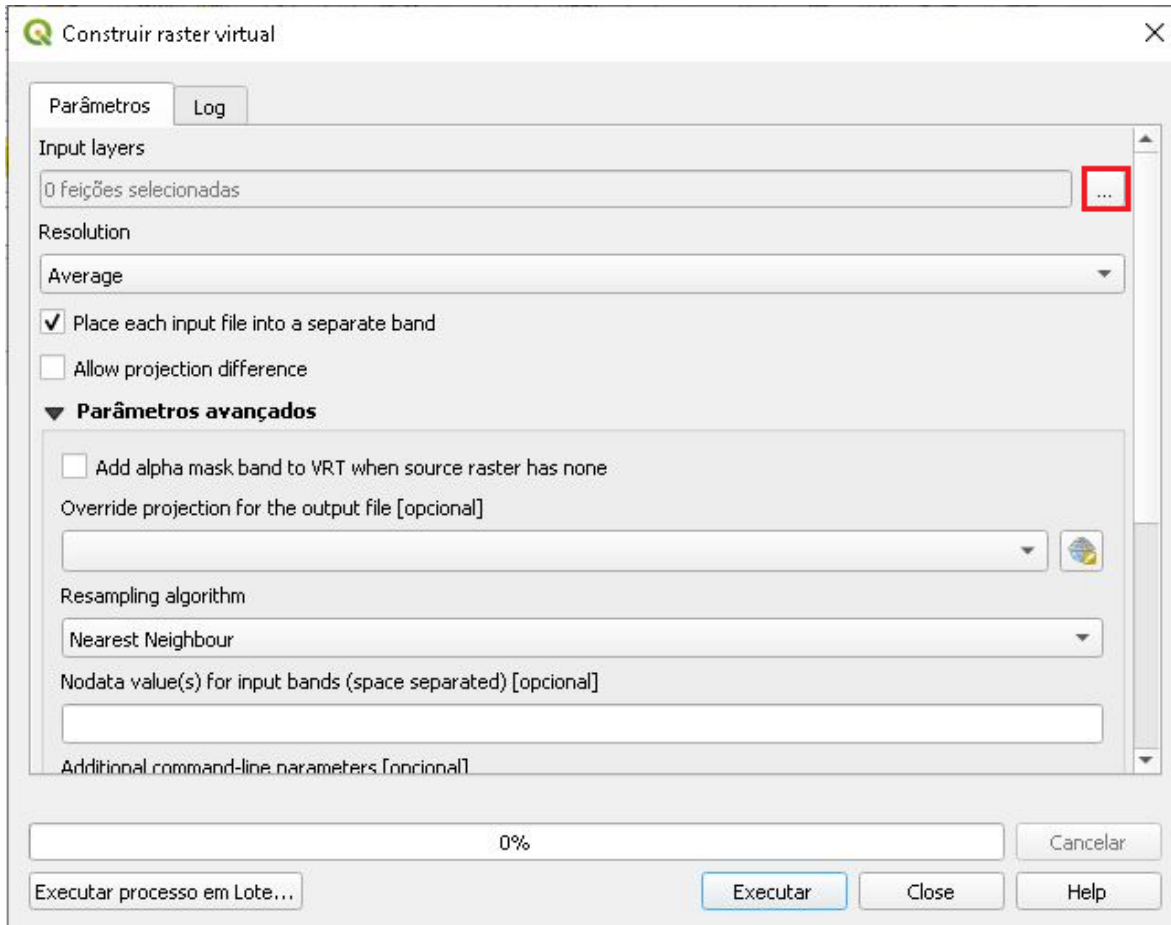 Construir raster virtual
Parâmetros
Log
Input layers
0 feições selecionadas
...
Resolution
Average
Place each input file into a separate band
Allow projection difference
Parâmetros avançados
Add alpha mask band to VRT when source raster has none
Override projection for the output file [opcional]
Resampling algorithm
Nearest Neighbour
Nodata value(s) for input bands (space separated) [opcional]
Additional command-line parameters [opcional]
0%
Cancelar
Executar processo em Lote...
Executar
Close
Help